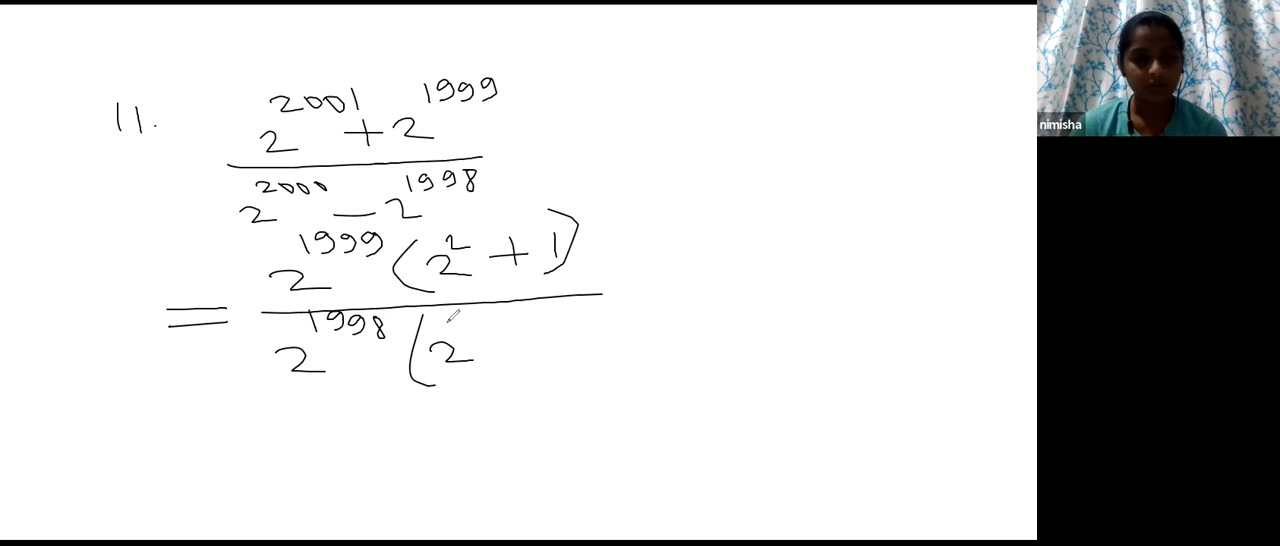 11.
2^2001 + 2^1999
2^2000 - 2^1998
= 2^1999 (2^2 + 1)
2^1998 (2
nimisha